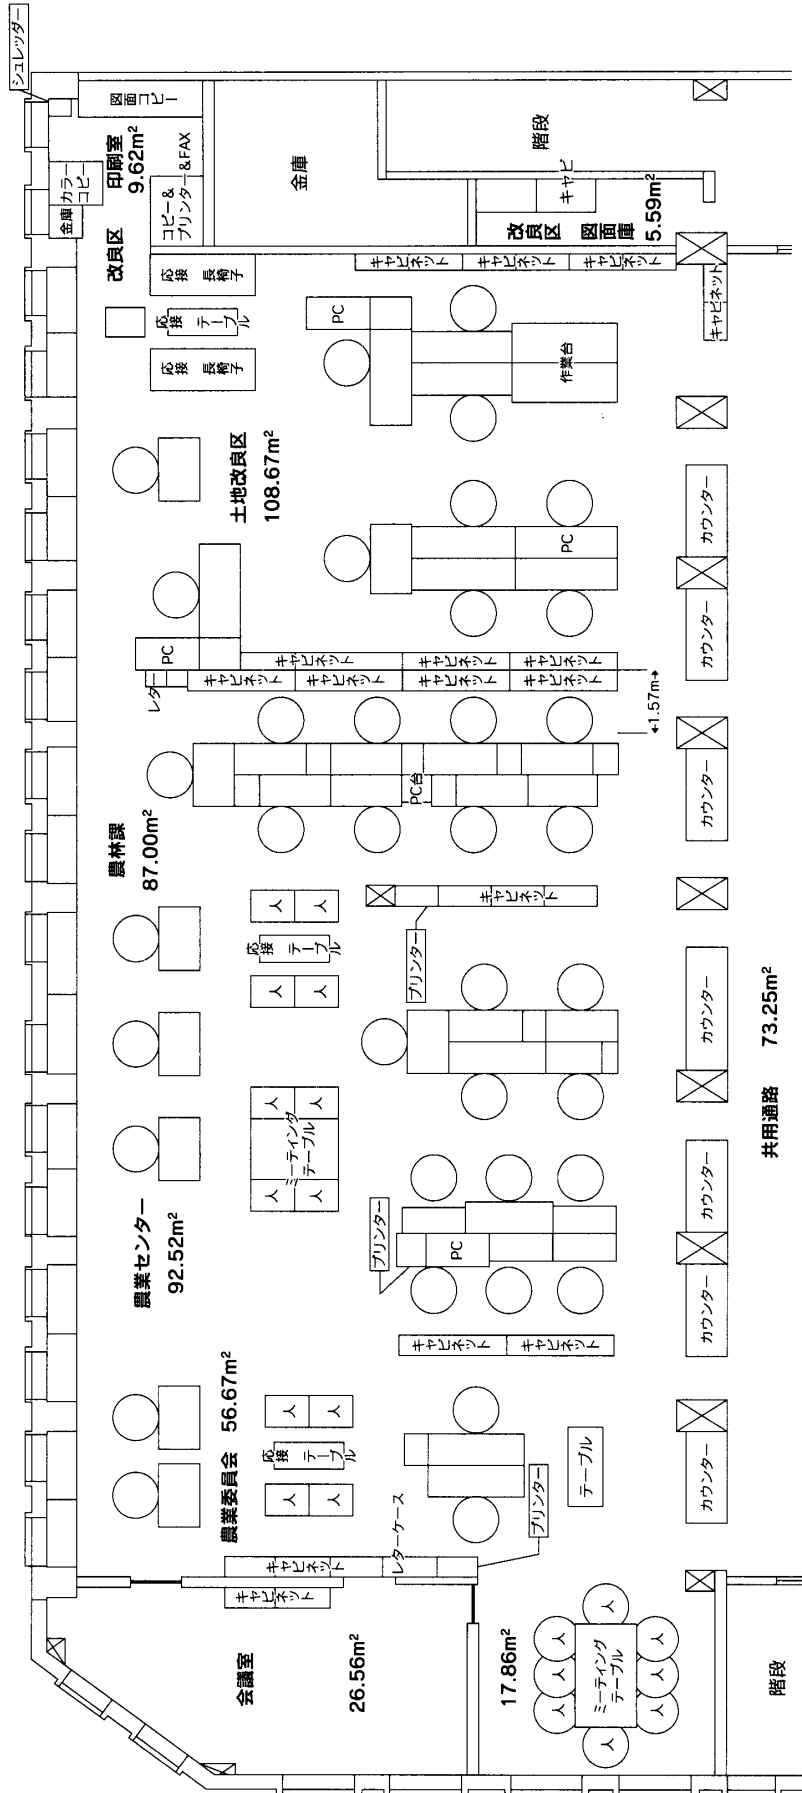 シュレッダー
図面コピー
印刷室
9.62m²
カラー
コピー
金庫
コピー&
プリンター&FAX
金庫
階段
キャビ
改良区 図面庫
5.59m²
改良区
応接 長椅子
応接 テーブル
応接 長椅子
キャビネット
キャビネット
キャビネット
キャビネット
PC
作業台
土地改良区
108.67m²
PC
カウンター
カウンター
PC
レター
キャビネット
キャビネット
キャビネット
キャビネット
キャビネット
キャビネット
キャビネット
1.57m
PC台
カウンター
農林課
87.00m²
人
人
応接 テーブル
人
人
キャビネット
プリンター
カウンター
共用通路 73.25m²
人
人
ミーティング
テーブル
人
人
農業センター
92.52m²
プリンター
PC
カウンター
カウンター
キャビネット
キャビネット
農業委員会 56.67m²
人
人
応接 テーブル
人
人
テーブル
カウンター
プリンター
レターケース
キャビネット
キャビネット
会議室
26.56m²
17.86m²
人
人
人
人
ミーティング
テーブル
人
人
人
人
階段